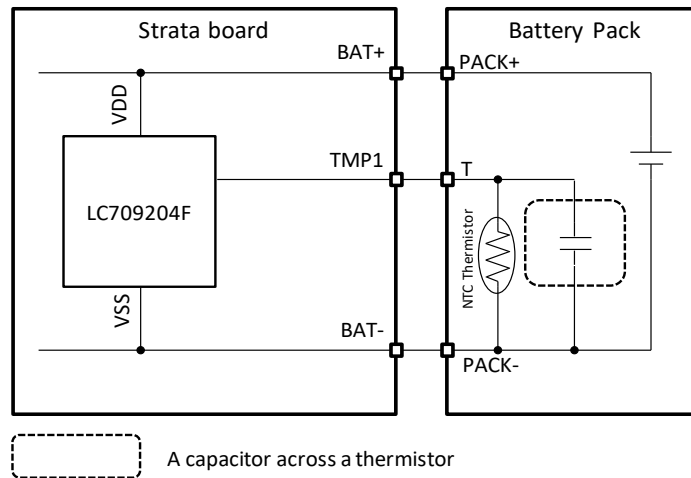 Strata board
Battery Pack
BAT+
PACK+
VDD
TMP1
T
LC709204F
NTC Thermistor
VSS
BAT-
PACK-
A capacitor across a thermistor